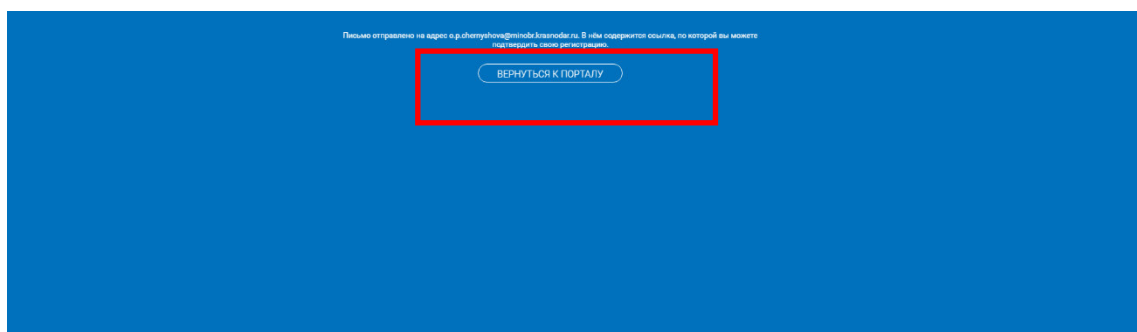 Письмо отправлено на адрес o.p.chernyshova@minobr.krasnodar.ru. В нём содержится ссылка, по которой вы можете
подтвердить свою регистрацию.
ВЕРНУТЬСЯ К ПОРТАЛУ